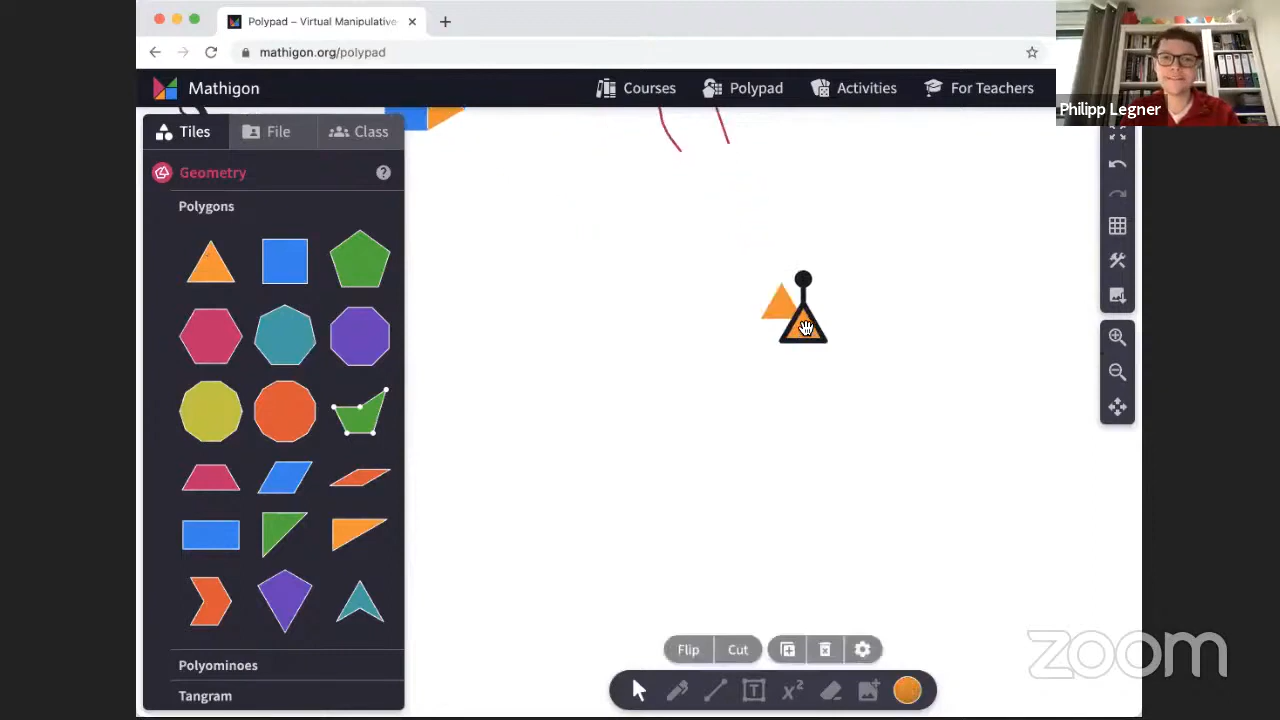 Polypad – Virtual Manipulative
mathigon.org/polypad
Mathigon
Courses
Polypad
Activities
For Teachers
Philipp Legner
Tiles
File
Class
Geometry
?
Polygons
Polyominoes
Tangram
Flip
Cut
T
x²
zoom